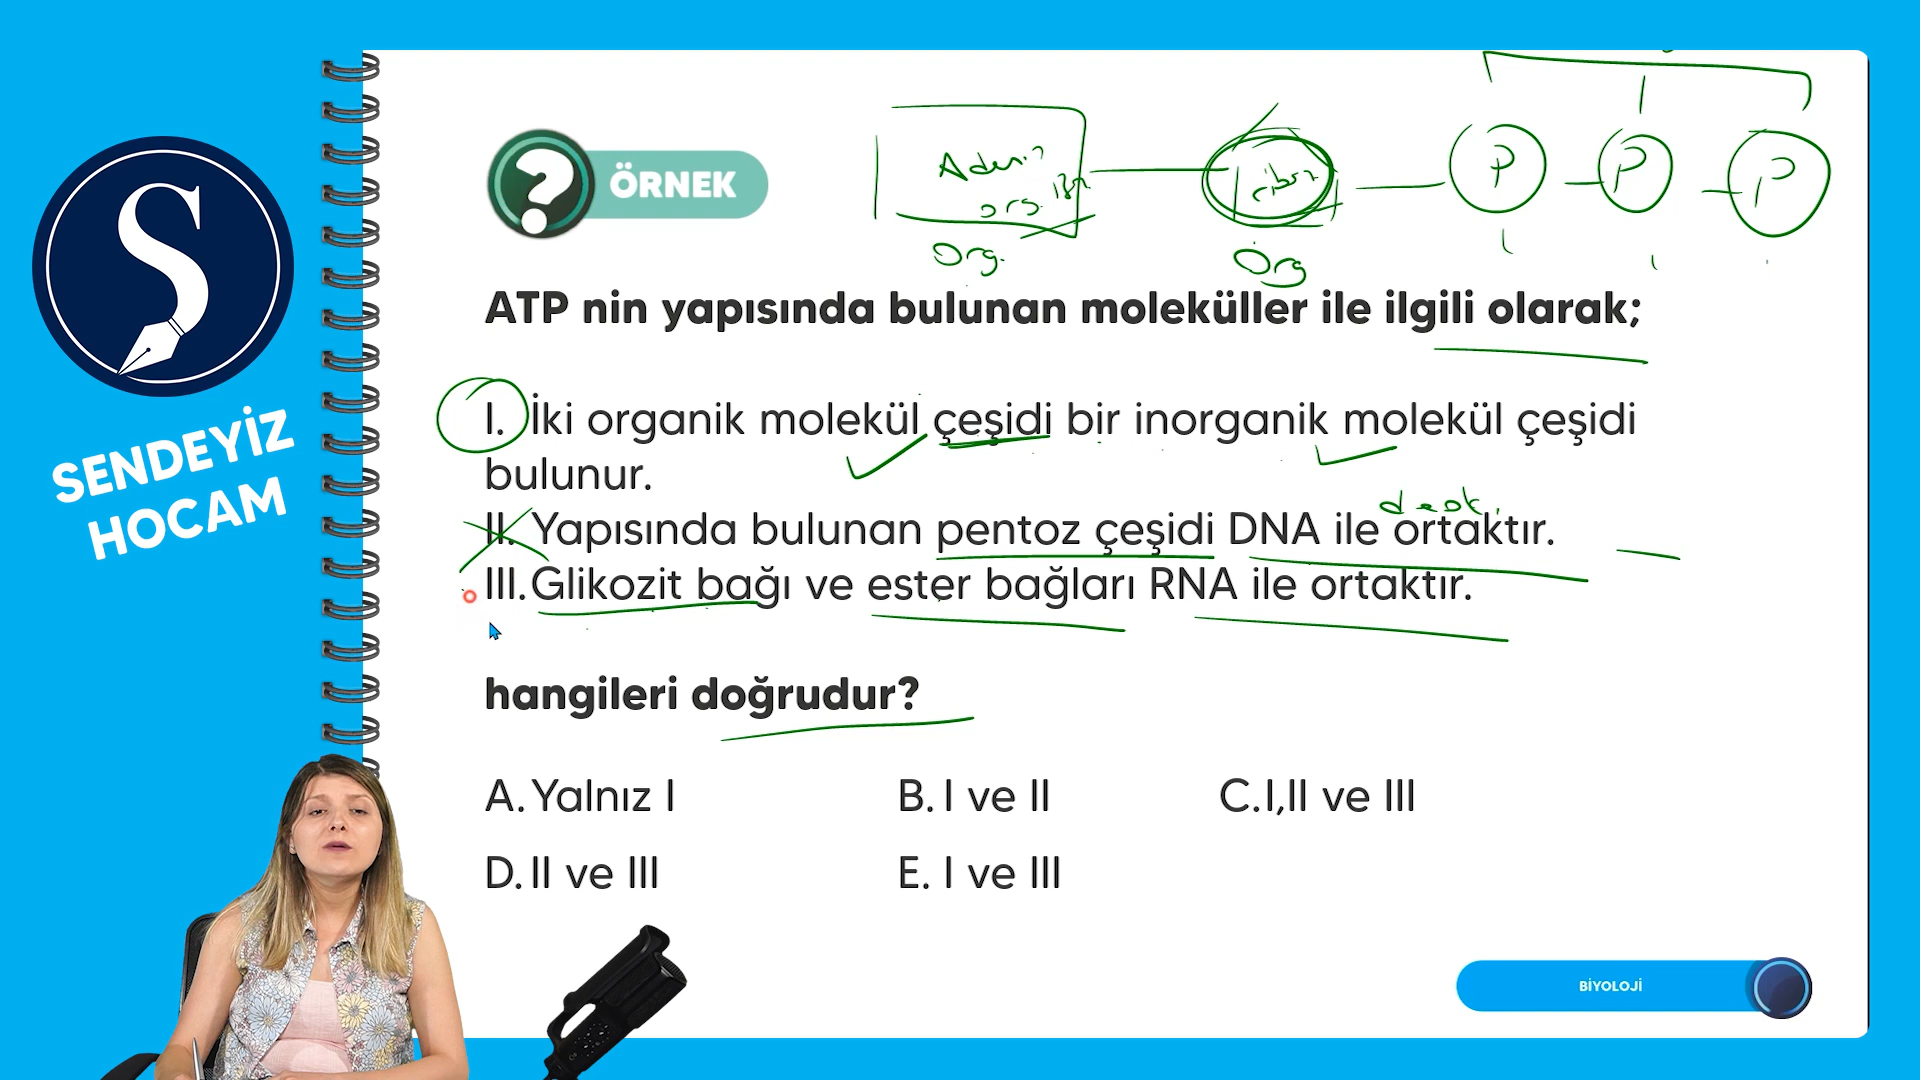 ÖRNEK
Aden
org. Bz
riboz
P
P
P
Org.
Org
ATP nin yapısında bulunan moleküller ile ilgili olarak;
I. İki organik molekül çeşidi bir inorganik molekül çeşidi
bulunur.
deok.
II. Yapısında bulunan pentoz çeşidi DNA ile ortaktır.
III. Glikozit bağı ve ester bağları RNA ile ortaktır.
hangileri doğrudur?
A. Yalnız I
B. I ve II
C. I,II ve III
D. II ve III
E. I ve III
S
SENDEYİZ
HOCAM
BİYOLOJİ